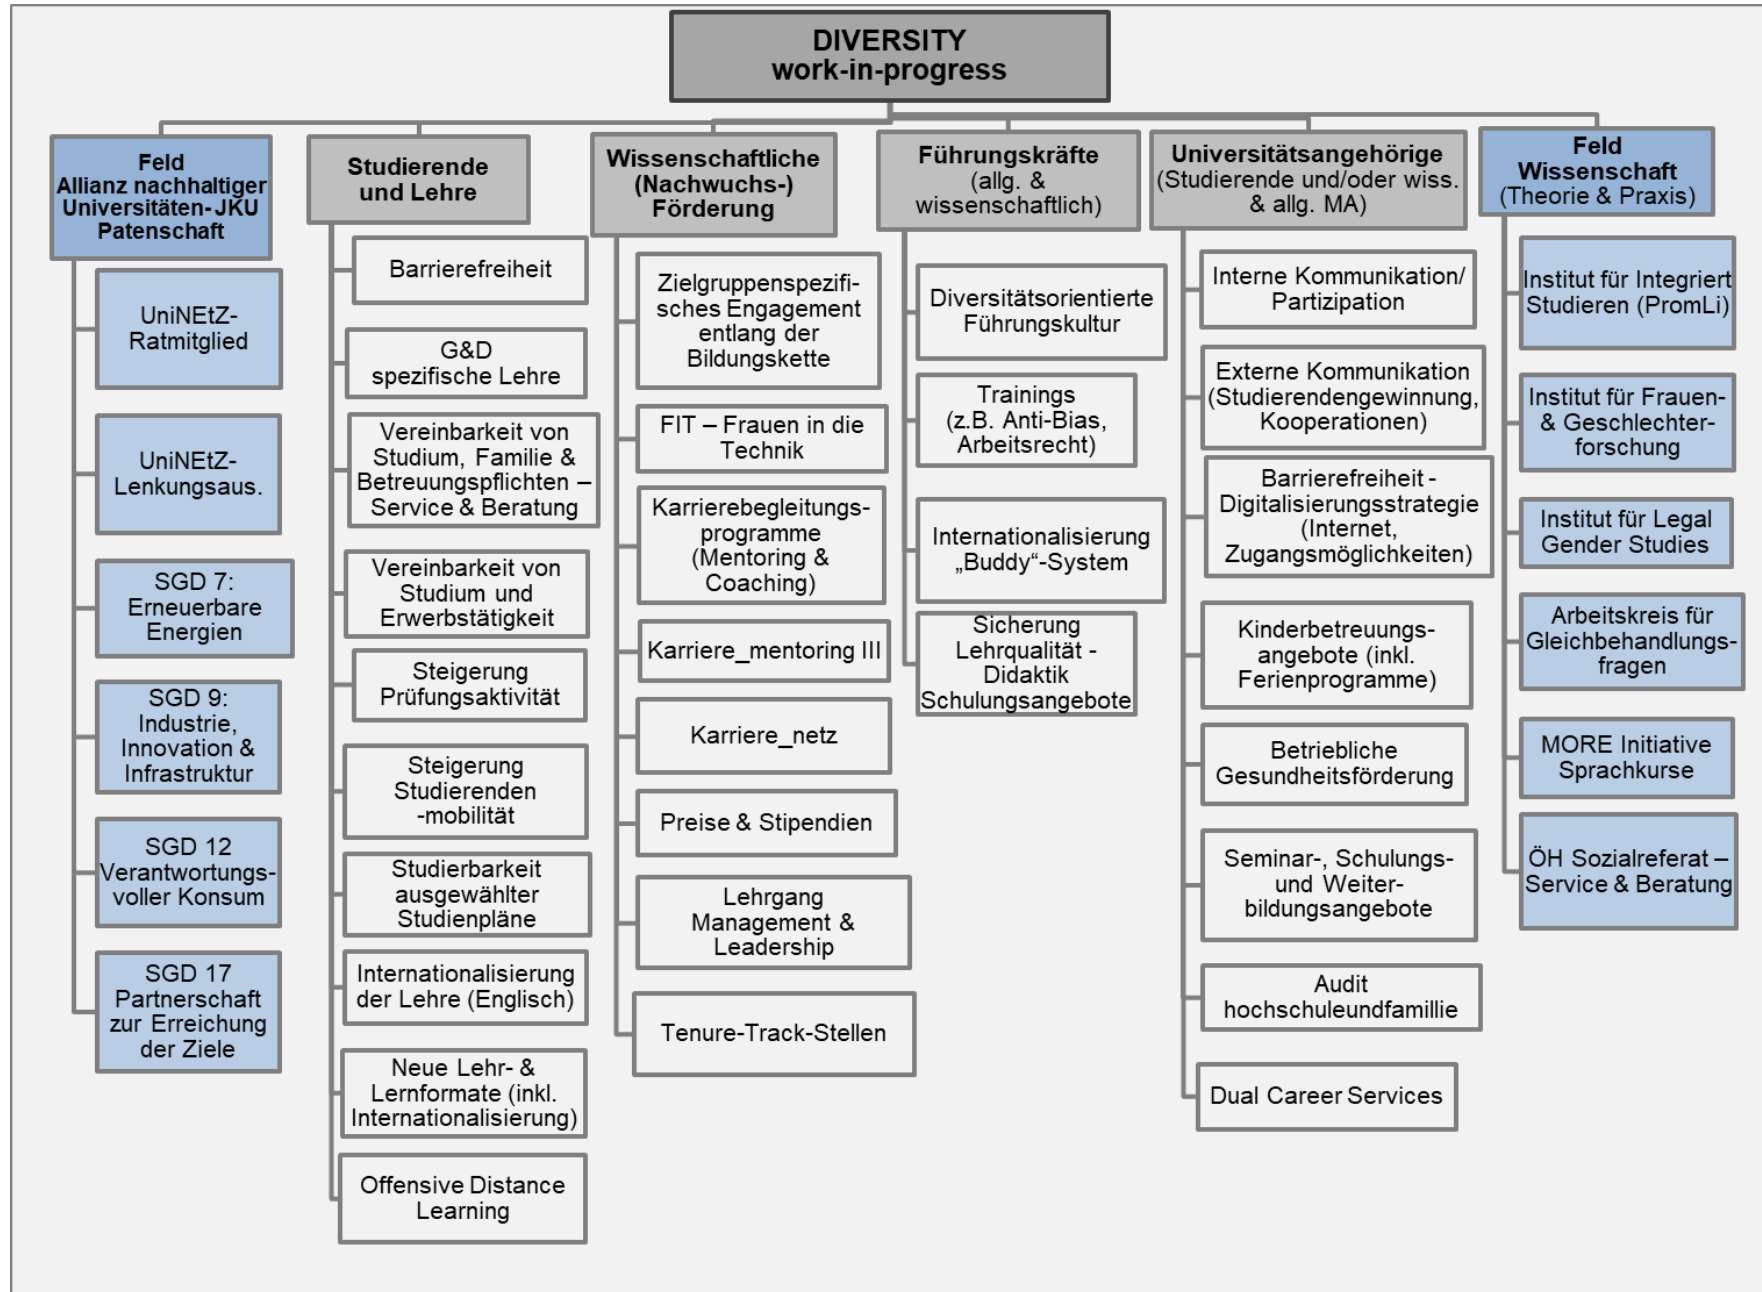 DIVERSITY
work-in-progress
Feld
Allianz nachhaltiger
Universitäten-JKU
Patenschaft
UniNEtZ-
Ratmitglied
UniNEtZ-
Lenkungsaus.
SGD 7:
Erneuerbare
Energien
SGD 9:
Industrie,
Innovation &
Infrastruktur
SGD 12
Verantwortungs-
voller Konsum
SGD 17
Partnerschaft
zur Erreichung
der Ziele
Studierende
und Lehre
Barrierefreiheit
G&D
spezifische Lehre
Vereinbarkeit von
Studium, Familie &
Betreuungspflichten –
Service & Beratung
Vereinbarkeit von
Studium und
Erwerbstätigkeit
Steigerung
Prüfungsaktivität
Steigerung
Studierenden
-mobilität
Studierbarkeit
ausgewählter
Studienpläne
Internationalisierung
der Lehre (Englisch)
Neue Lehr- &
Lernformate (inkl.
Internationalisierung)
Offensive Distance
Learning
Wissenschaftliche
(Nachwuchs-)
Förderung
Zielgruppenspezifi-
sches Engagement
entlang der
Bildungskette
FIT – Frauen in die
Technik
Karrierebegleitungs-
programme
(Mentoring &
Coaching)
Karriere_mentoring III
Karriere_netz
Preise & Stipendien
Lehrgang
Management &
Leadership
Tenure-Track-Stellen
Führungskräfte
(allg. &
wissenschaftlich)
Diversitätsorientierte
Führungskultur
Trainings
(z.B. Anti-Bias,
Arbeitsrecht)
Internationalisierung
„Buddy“-System
Sicherung
Lehrqualität -
Didaktik
Schulungsangebote
Universitätsangehörige
(Studierende und/oder wiss.
& allg. MA)
Interne Kommunikation/
Partizipation
Externe Kommunikation
(Studierendengewinnung,
Kooperationen)
Barrierefreiheit -
Digitalisierungsstrategie
(Internet,
Zugangsmöglichkeiten)
Kinderbetreuungs-
angebote (inkl.
Ferienprogramme)
Betriebliche
Gesundheitsförderung
Seminar-, Schulungs-
und Weiter-
bildungsangebote
Audit
hochschuleundfamillie
Dual Career Services
Feld
Wissenschaft
(Theorie & Praxis)
Institut für Integriert
Studieren (PromLi)
Institut für Frauen-
& Geschlechter-
forschung
Institut für Legal
Gender Studies
Arbeitskreis für
Gleichbehandlungs-
fragen
MORE Initiative
Sprachkurse
ÖH Sozialreferat –
Service & Beratung